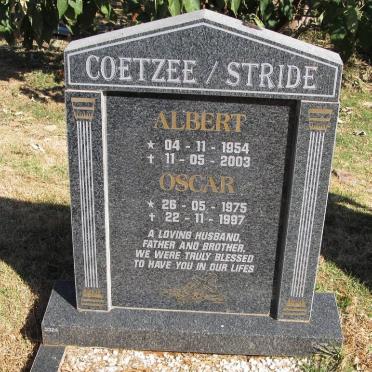 COETZEE / STRIDE
ALBERT
★ 04 - 11 - 1954
✝ 11 - 05 - 2003
OSCAR
★ 26 - 05 - 1975
✝ 22 - 11 - 1997
A LOVING HUSBAND,
FATHER AND BROTHER,
WE WERE TRULY BLESSED
TO HAVE YOU IN OUR LIFES